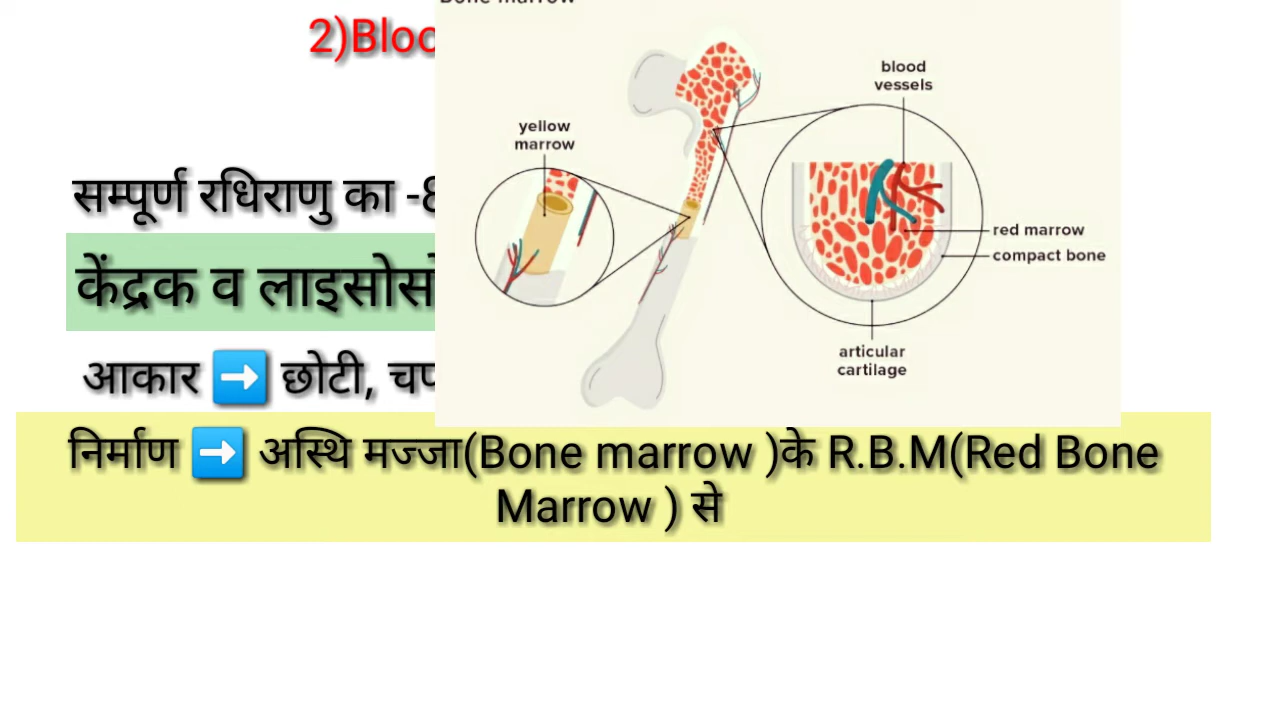 Bone marrow
2)Bloo
सम्पूर्ण रधिराणु का -8
केंद्रक व लाइसोसो
आकार ➡️ छोटी, चप
निर्माण ➡️ अस्थि मज्जा(Bone marrow )के R.B.M(Red Bone
Marrow ) से
yellow
marrow
blood
vessels
red marrow
compact bone
articular
cartilage